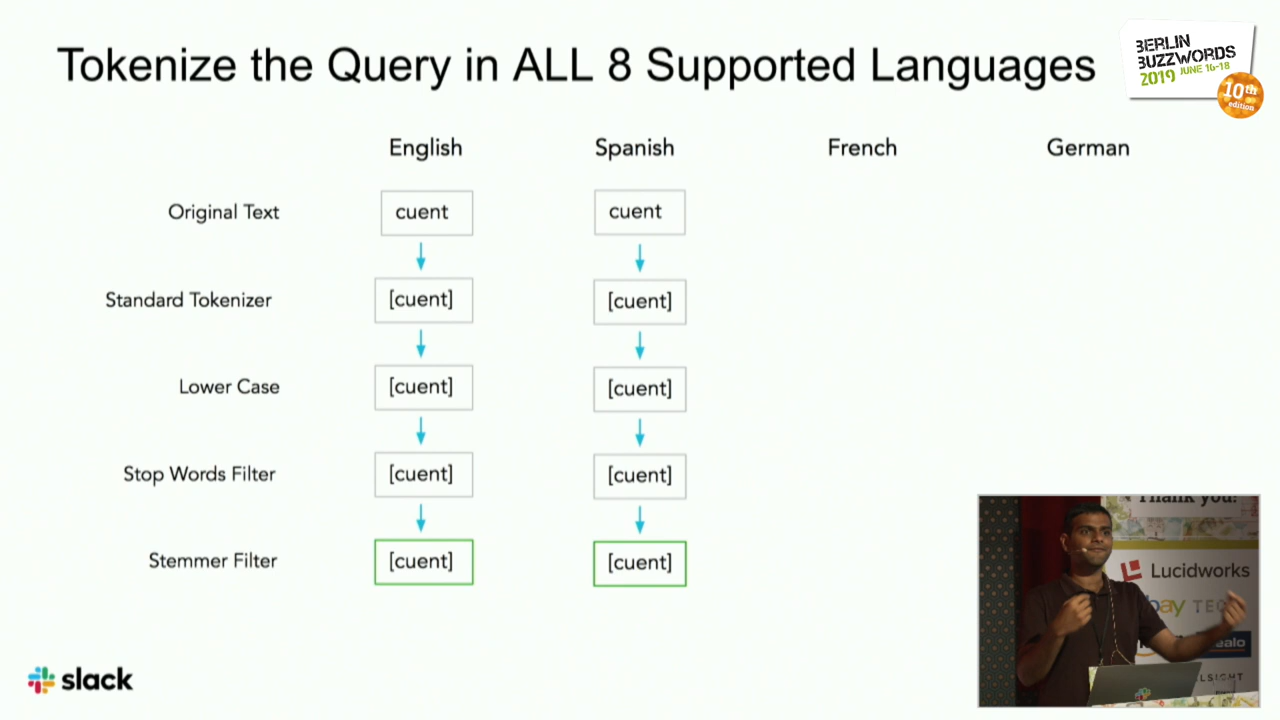 Tokenize the Query in ALL 8 Supported Languages
BERLIN
BUZZWORDS
2019 JUNE 16-18
10th
edition
English Spanish French German
Original Text cuent cuent
Standard Tokenizer [cuent] [cuent]
Lower Case [cuent] [cuent]
Stop Words Filter [cuent] [cuent]
Stemmer Filter [cuent] [cuent]
Thank you!
Lucidworks
slack